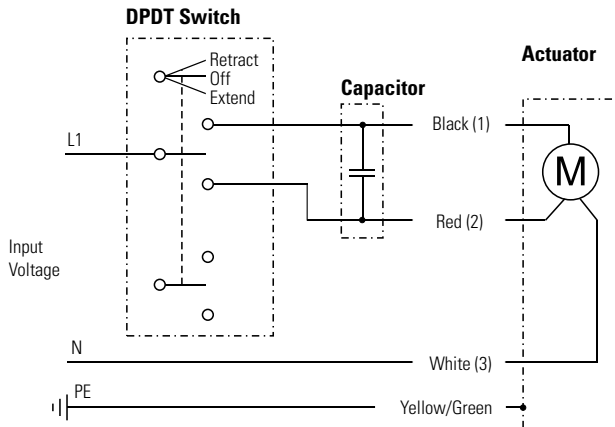 DPDT Switch
Retract
Off
Extend
Capacitor
Actuator
L1
Black (1)
M
Red (2)
Input
Voltage
N
White (3)
PE
Yellow/Green